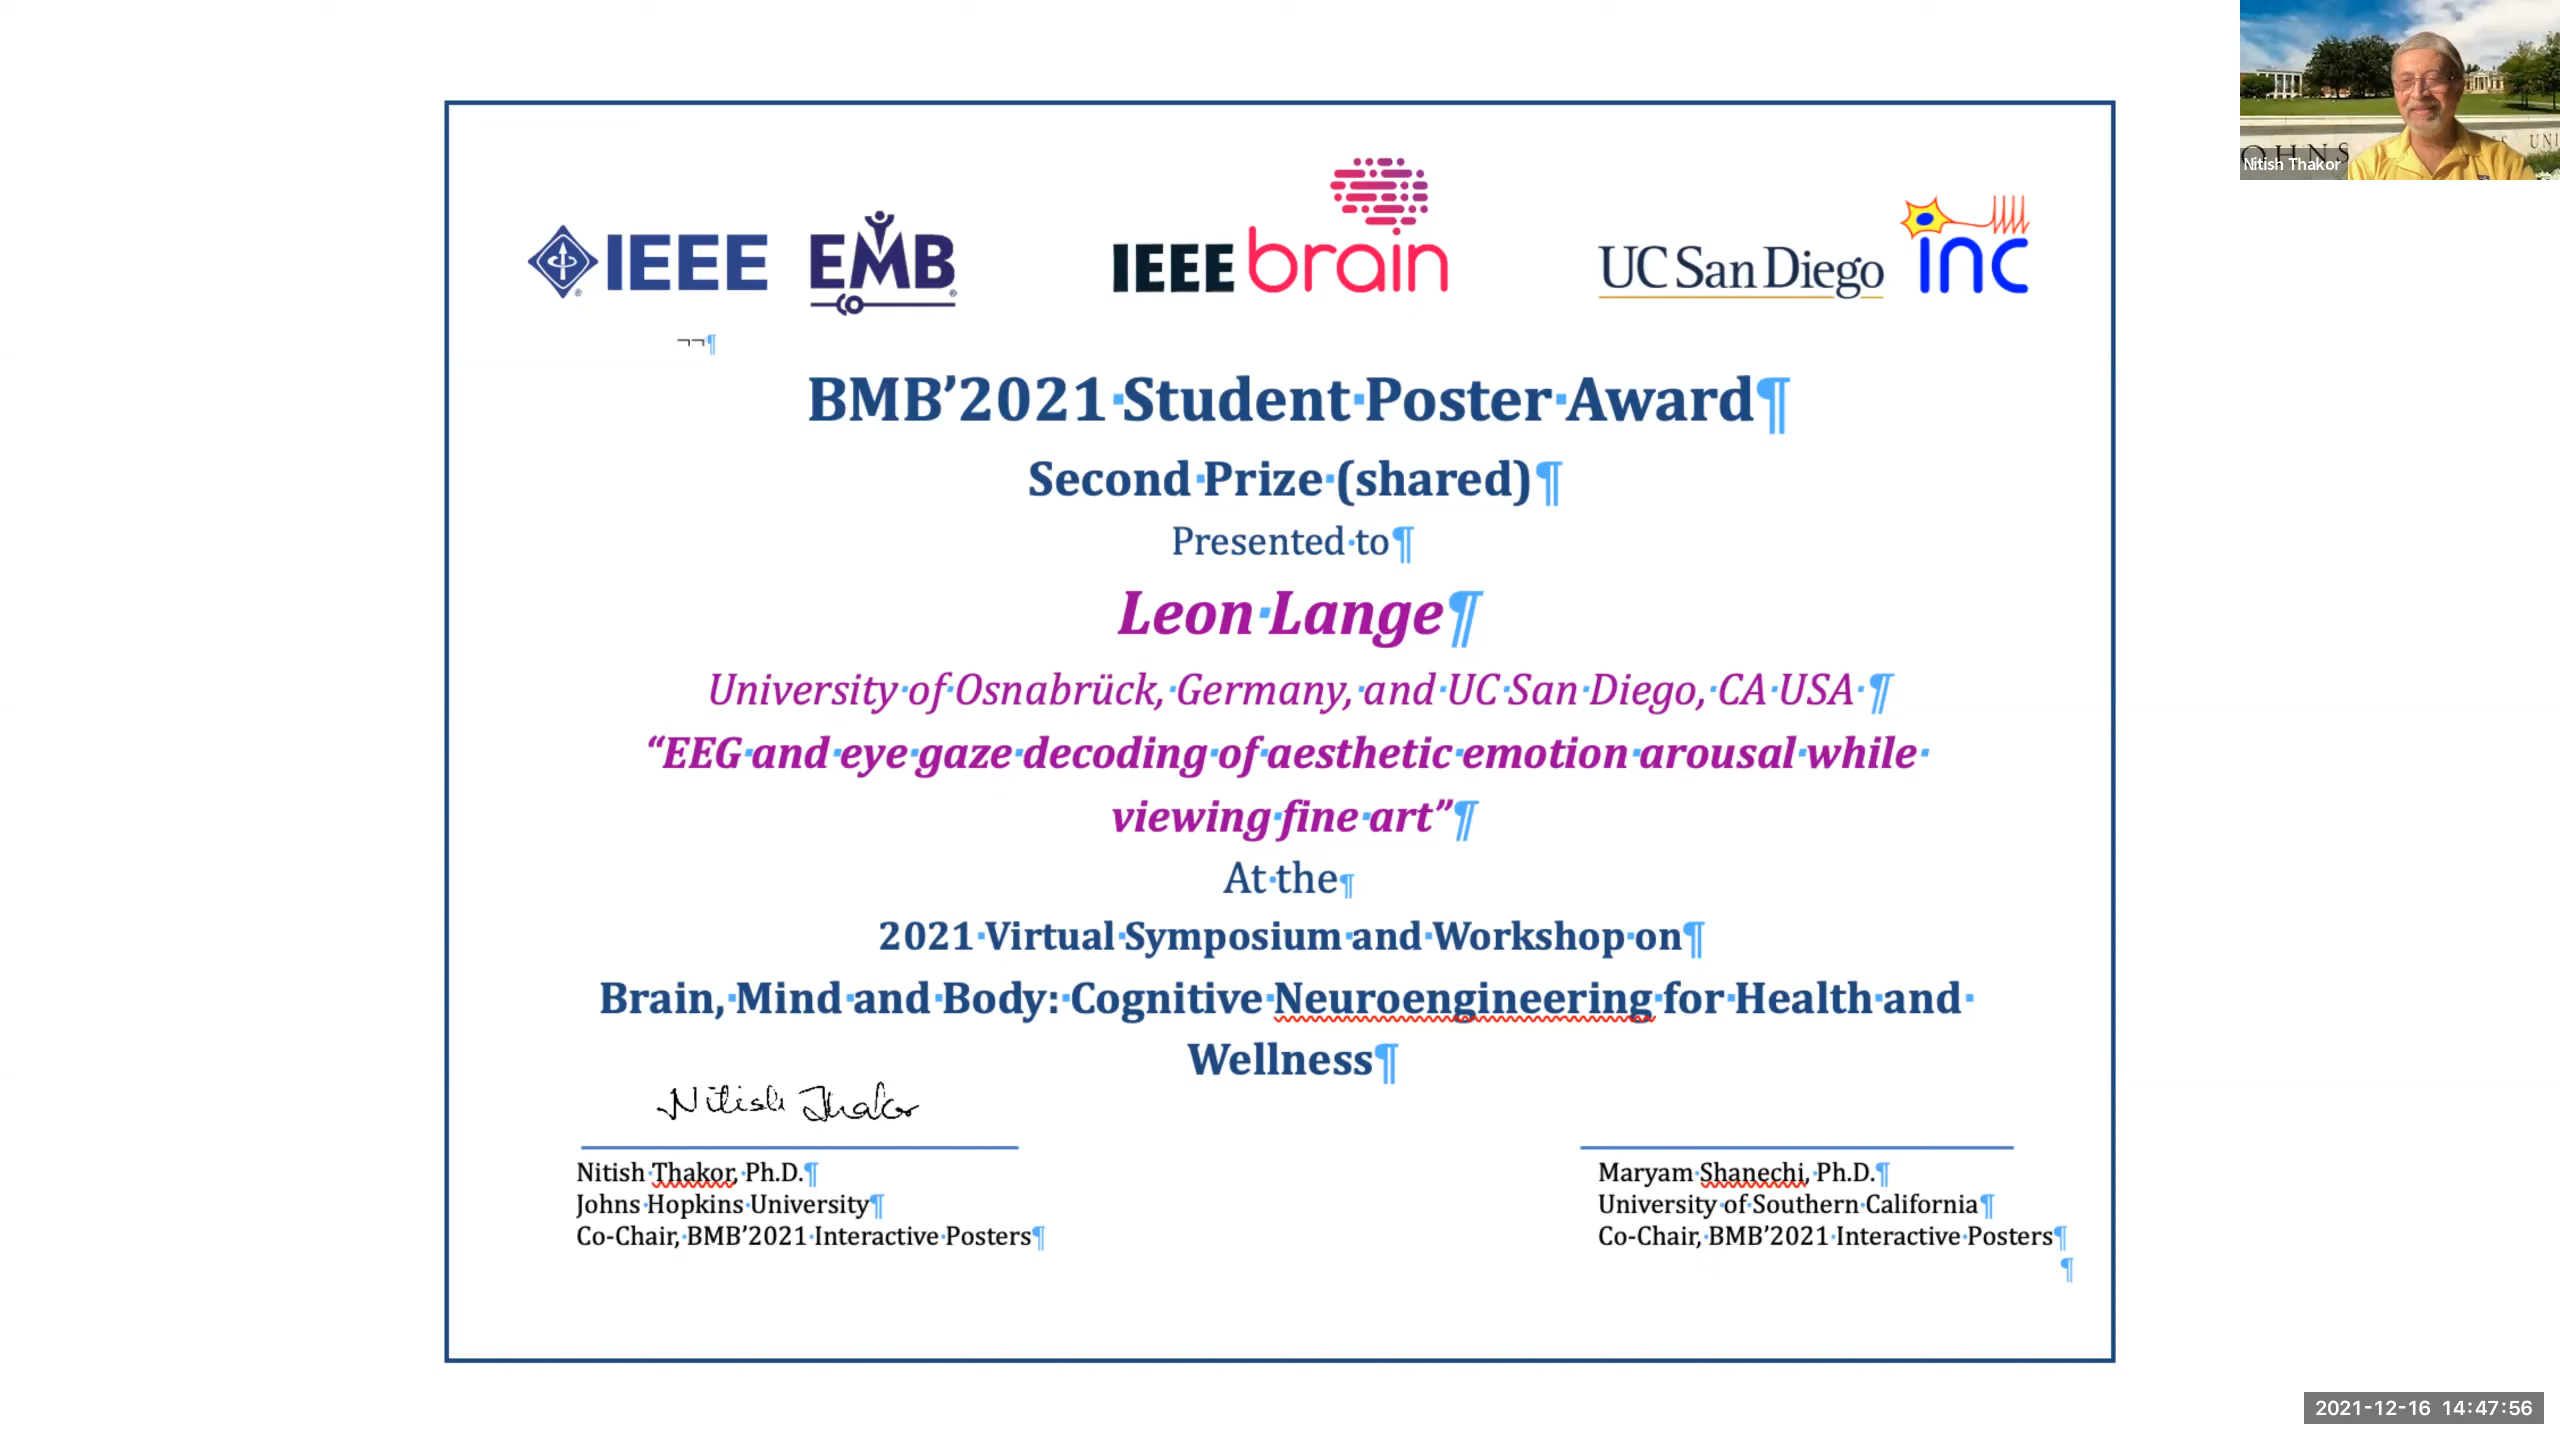 Nitish Thakor
JOHNS
UNI
IEEE EMB IEEE brain UC San Diego inc
¬¬¶
BMB’2021·Student·Poster·Award¶
Second·Prize·(shared)¶
Presented·to¶
Leon·Lange¶
University·of·Osnabrück,·Germany,·and·UC·San·Diego,·CA·USA·¶
“EEG·and·eye·gaze·decoding·of·aesthetic·emotion·arousal·while·
viewing·fine·art”¶
At·the¶
2021·Virtual·Symposium·and·Workshop·on¶
Brain,·Mind·and·Body:·Cognitive·Neuroengineering·for·Health·and·
Wellness¶
Nitish Thakor
Nitish·Thakor,·Ph.D.¶
Johns·Hopkins·University¶
Co-Chair,·BMB’2021·Interactive·Posters¶
Maryam·Shanechi,·Ph.D.¶
University·of·Southern·California¶
Co-Chair,·BMB’2021·Interactive·Posters¶
¶
2021-12-16 14:47:56